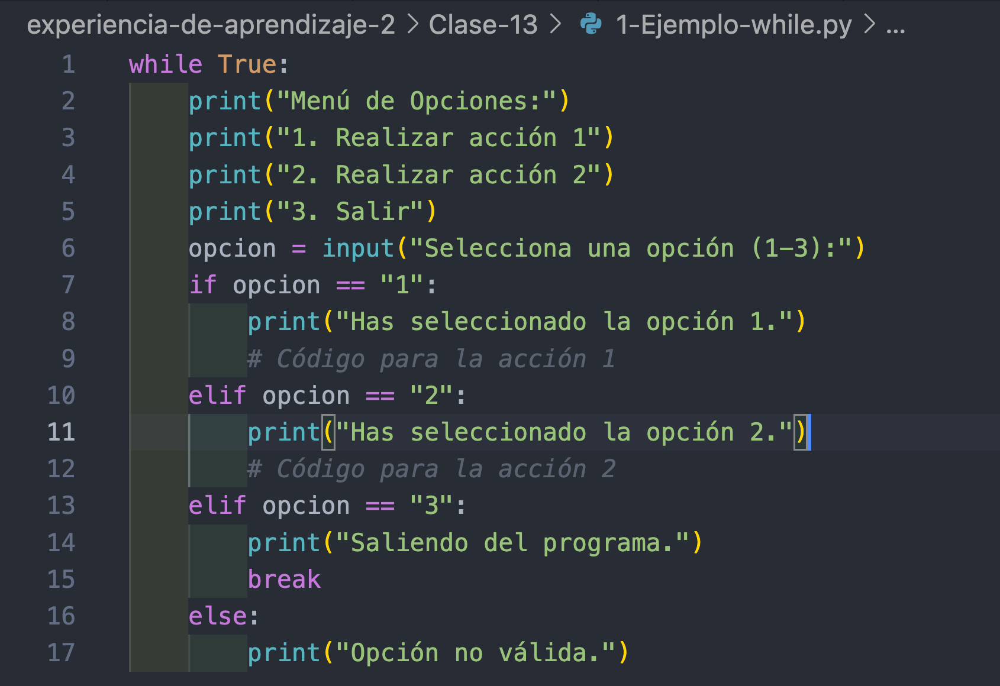 experiencia-de-aprendizaje-2 > Clase-13 > 1-Ejemplo-while.py > ...
1 while True:
2     print("Menú de Opciones:")
3     print("1. Realizar acción 1")
4     print("2. Realizar acción 2")
5     print("3. Salir")
6     opcion = input("Selecciona una opción (1-3):")
7     if opcion == "1":
8         print("Has seleccionado la opción 1.")
9         # Código para la acción 1
10     elif opcion == "2":
11         print("Has seleccionado la opción 2.")
12         # Código para la acción 2
13     elif opcion == "3":
14         print("Saliendo del programa.")
15         break
16     else:
17         print("Opción no válida.")